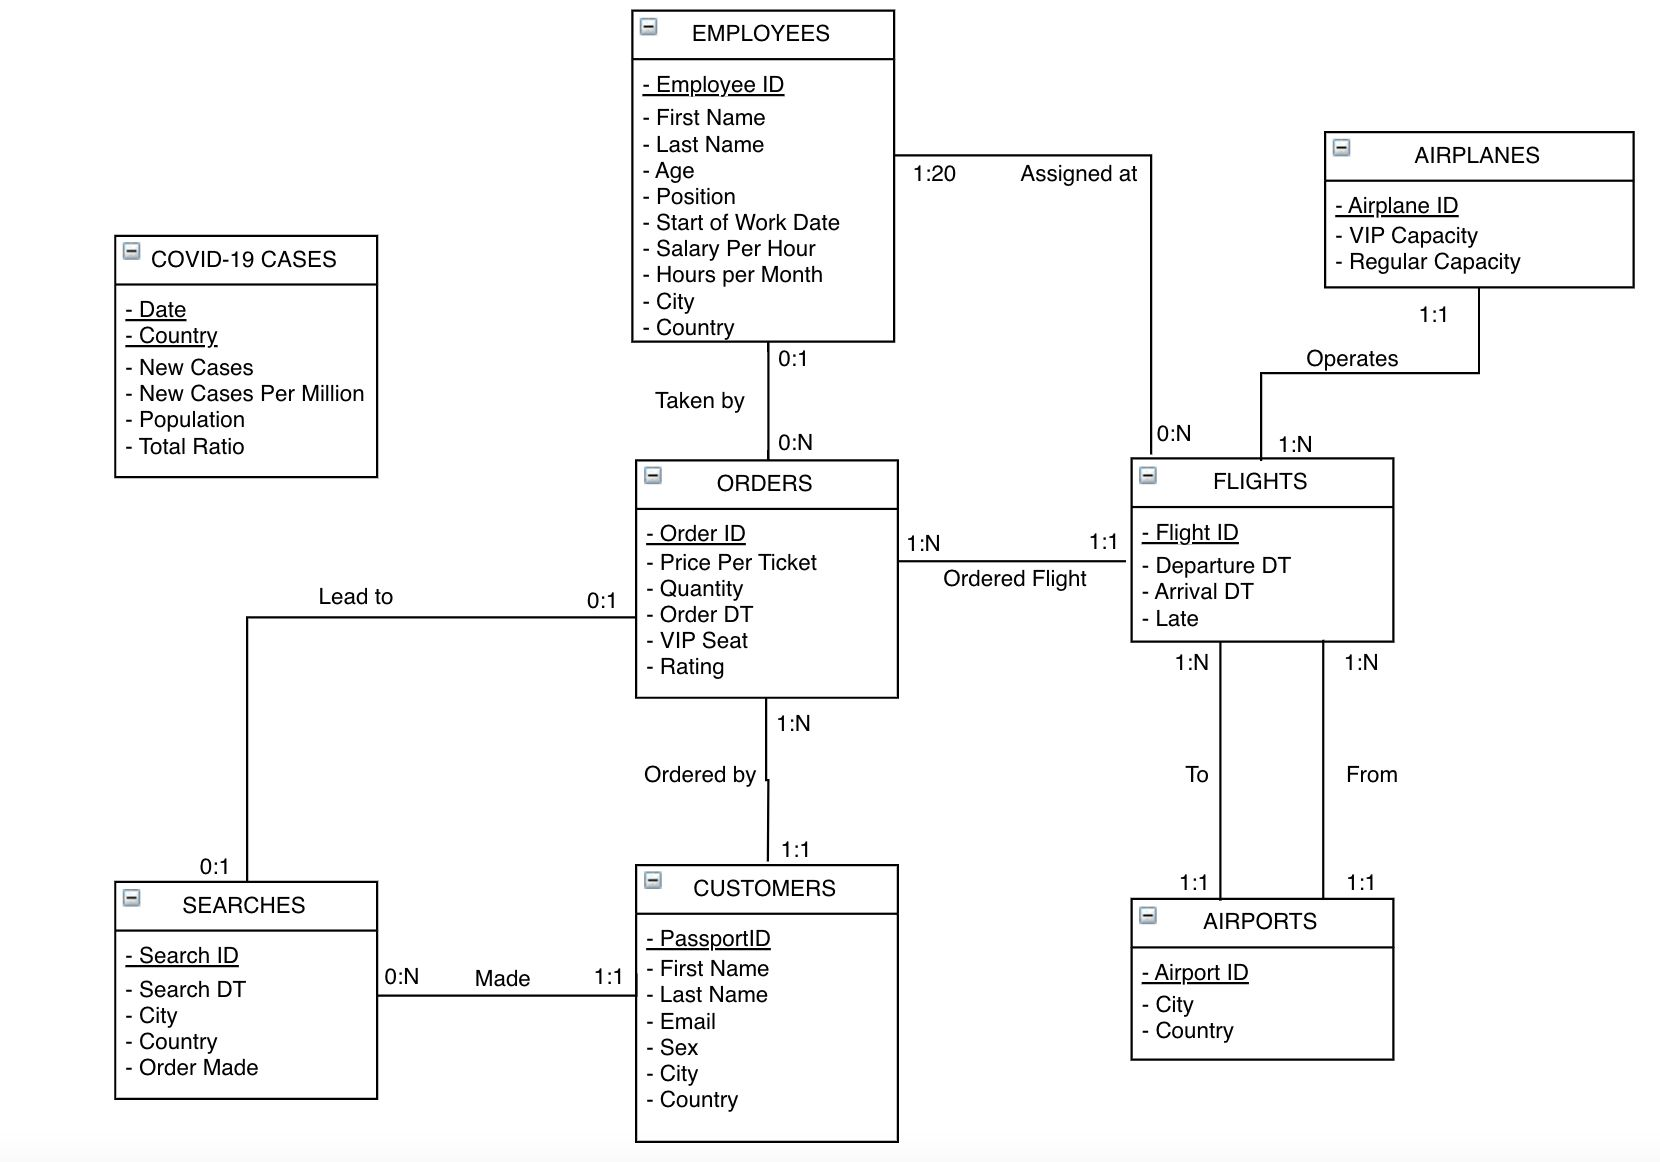 EMPLOYEES
- Employee ID
- First Name
- Last Name
- Age
- Position
- Start of Work Date
- Salary Per Hour
- Hours per Month
- City
- Country
1:20 Assigned at
AIRPLANES
- Airplane ID
- VIP Capacity
- Regular Capacity
1:1
Operates
COVID-19 CASES
- Date
- Country
- New Cases
- New Cases Per Million
- Population
- Total Ratio
0:1
Taken by
0:N
0:N
1:N
ORDERS
- Order ID
- Price Per Ticket
- Quantity
- Order DT
- VIP Seat
- Rating
1:N 1:1
Ordered Flight
FLIGHTS
- Flight ID
- Departure DT
- Arrival DT
- Late
Lead to 0:1
0:1
1:N
Ordered by
1:1
1:N 1:N
To From
1:1 1:1
SEARCHES
- Search ID
- Search DT
- City
- Country
- Order Made
0:N Made 1:1
CUSTOMERS
- PassportID
- First Name
- Last Name
- Email
- Sex
- City
- Country
AIRPORTS
- Airport ID
- City
- Country